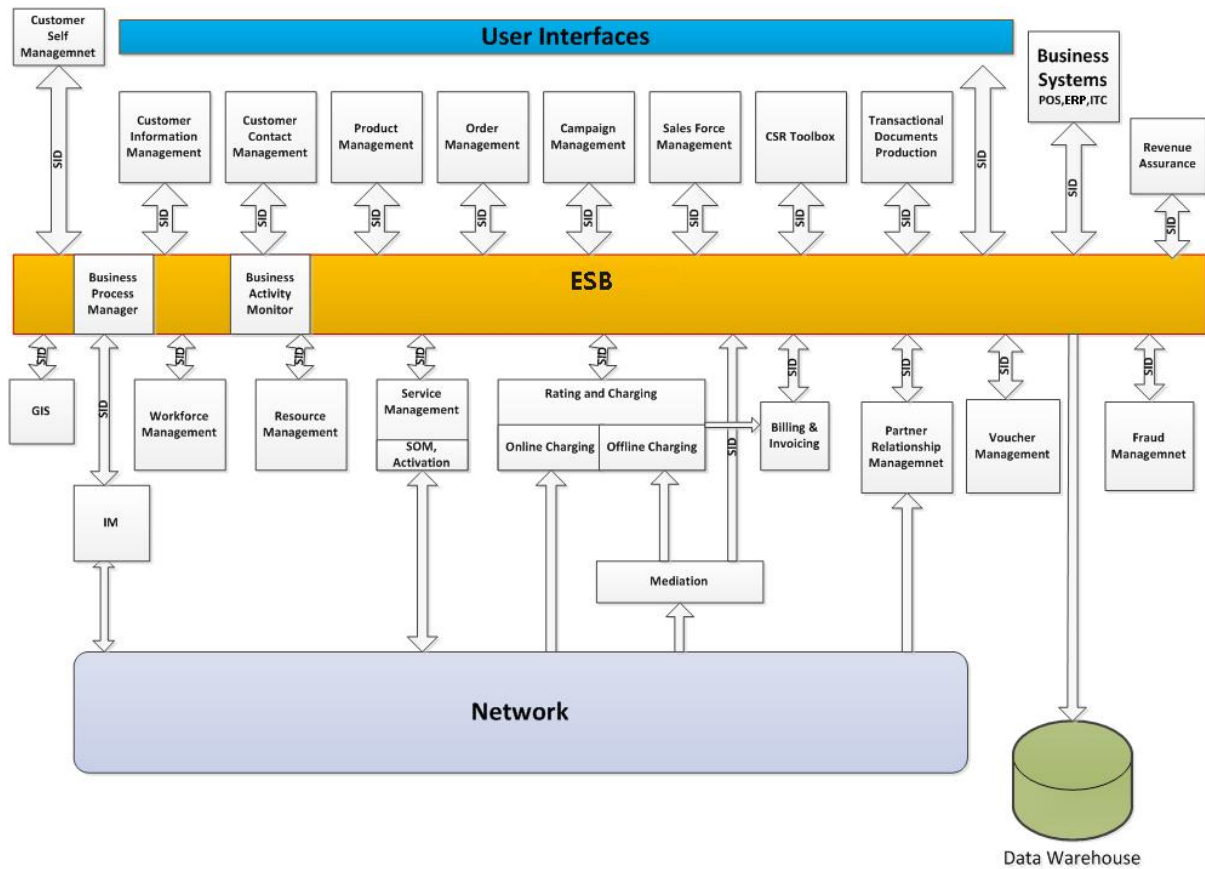 Customer
Self
Managemnet
User Interfaces
Business
Systems
POS,ERP,ITC
Customer
Information
Management
Customer
Contact
Management
Product
Management
Order
Management
Campaign
Management
Sales Force
Management
CSR Toolbox
Transactional
Documents
Production
Revenue
Assurance
SID
SID
SID
SID
SID
SID
SID
SID
SID
SID
SID
SID
Business
Process
Manager
Business
Activity
Monitor
ESB
SID
SID
SID
SID
SID
SID
SID
SID
SID
SID
SID
GIS
Workforce
Management
Resource
Management
Service
Management
SOM,
Activation
Rating and Charging
Online Charging
Offline Charging
Billing &
Invoicing
Partner
Relationship
Managemnet
Voucher
Management
Fraud
Managemnet
IM
Mediation
Network
Data Warehouse